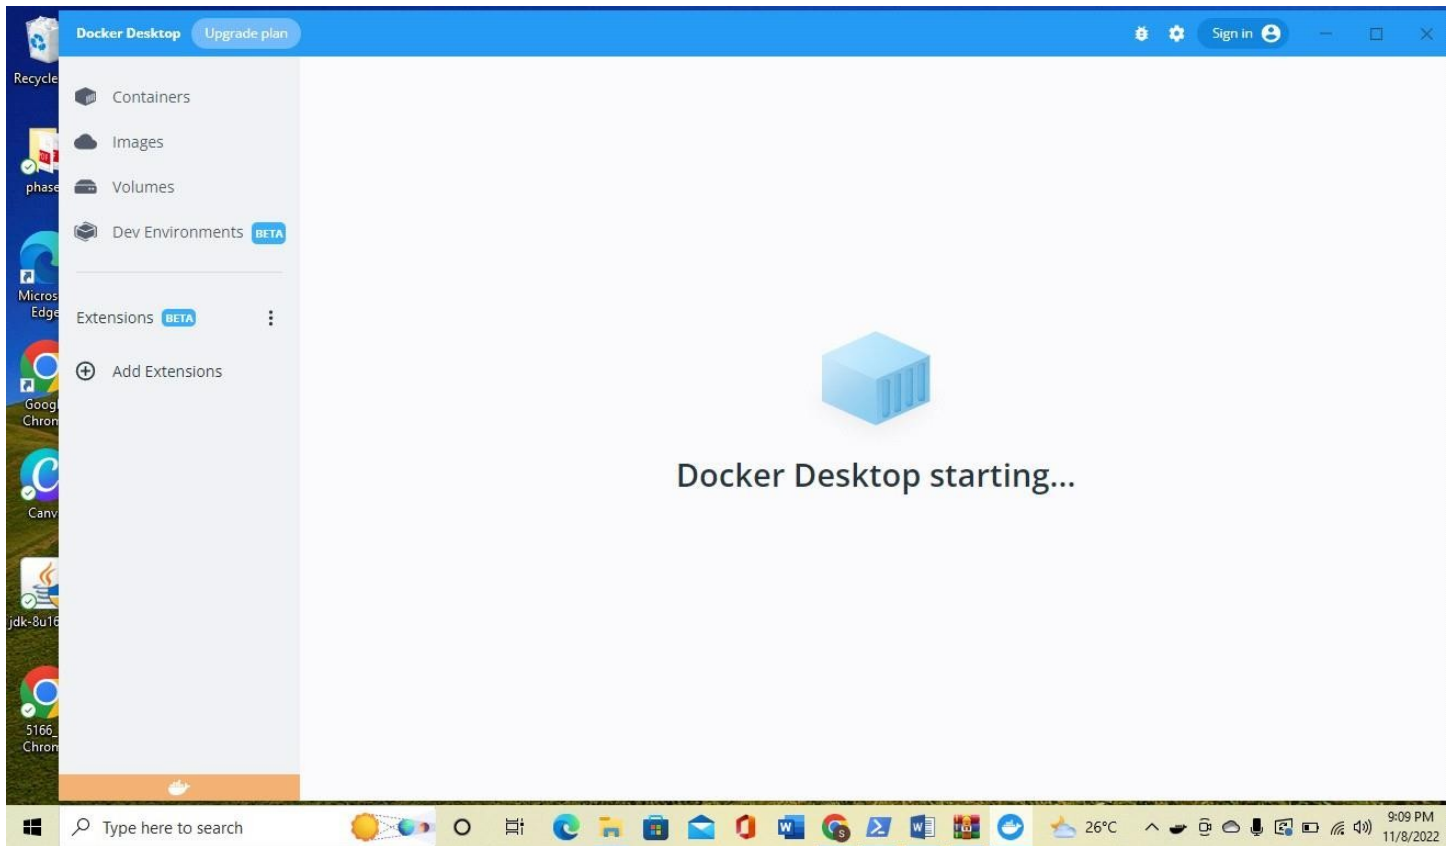 Docker Desktop Upgrade plan
Sign in
Recycle
Containers
Images
phase
Volumes
Dev Environments BETA
Micros
Edge
Extensions BETA
Add Extensions
Googl
Chrom
Docker Desktop starting...
Canv
jdk-8u16
5166_
Chrom
Type here to search
26°C
9:09 PM
11/8/2022